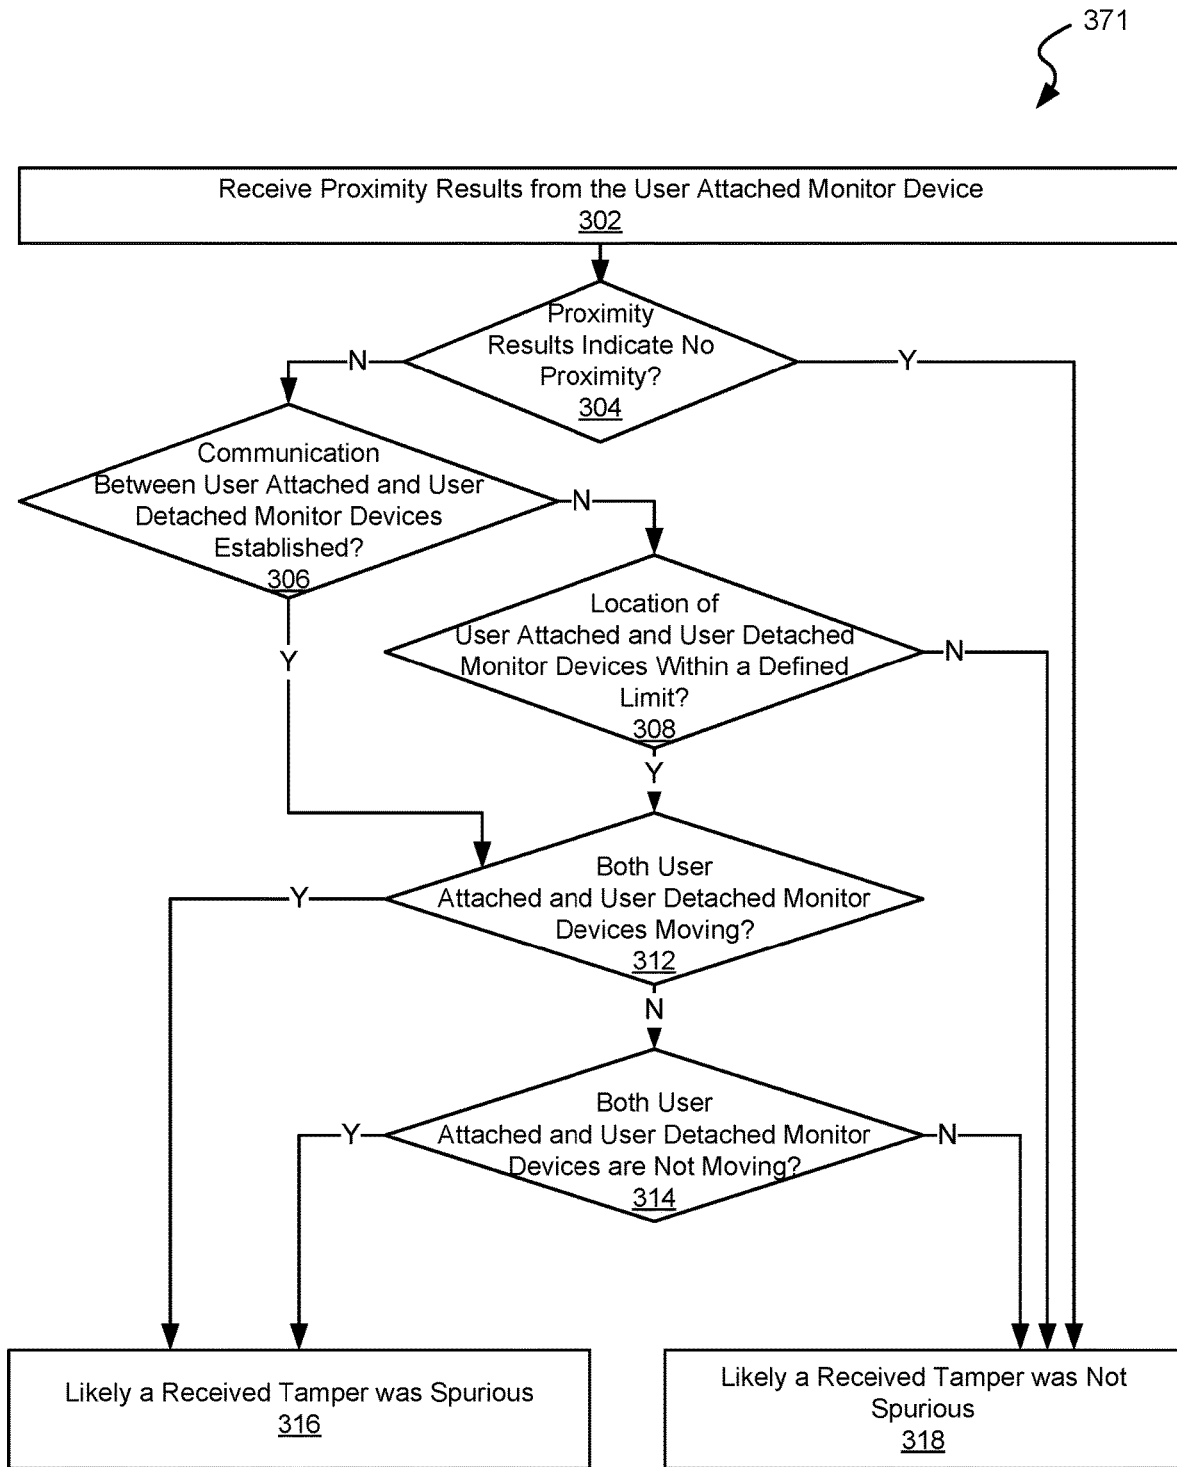 371
Receive Proximity Results from the User Attached Monitor Device
302
Proximity
Results Indicate No
Proximity?
304
N
Y
Communication
Between User Attached and User
Detached Monitor Devices
Established?
306
N
Y
Location of
User Attached and User Detached
Monitor Devices Within a Defined
Limit?
308
N
Y
Both User
Attached and User Detached Monitor
Devices Moving?
312
Y
N
Both User
Attached and User Detached Monitor
Devices are Not Moving?
314
Y
N
Likely a Received Tamper was Spurious
316
Likely a Received Tamper was Not
Spurious
318